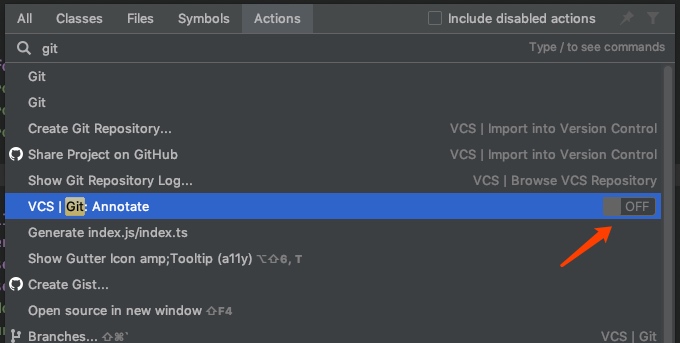 All Classes Files Symbols Actions Include disabled actions
git Type / to see commands
Git
Git
Create Git Repository... VCS | Import into Version Control
Share Project on GitHub VCS | Import into Version Control
Show Git Repository Log... VCS | Browse VCS Repository
VCS | Git: Annotate OFF
Generate index.js/index.ts
Show Gutter Icon amp;Tooltip (a11y) ⌥⇧6, T
Create Gist...
Open source in new window ⇧F4
Branches... ⇧⌘` VCS | Git